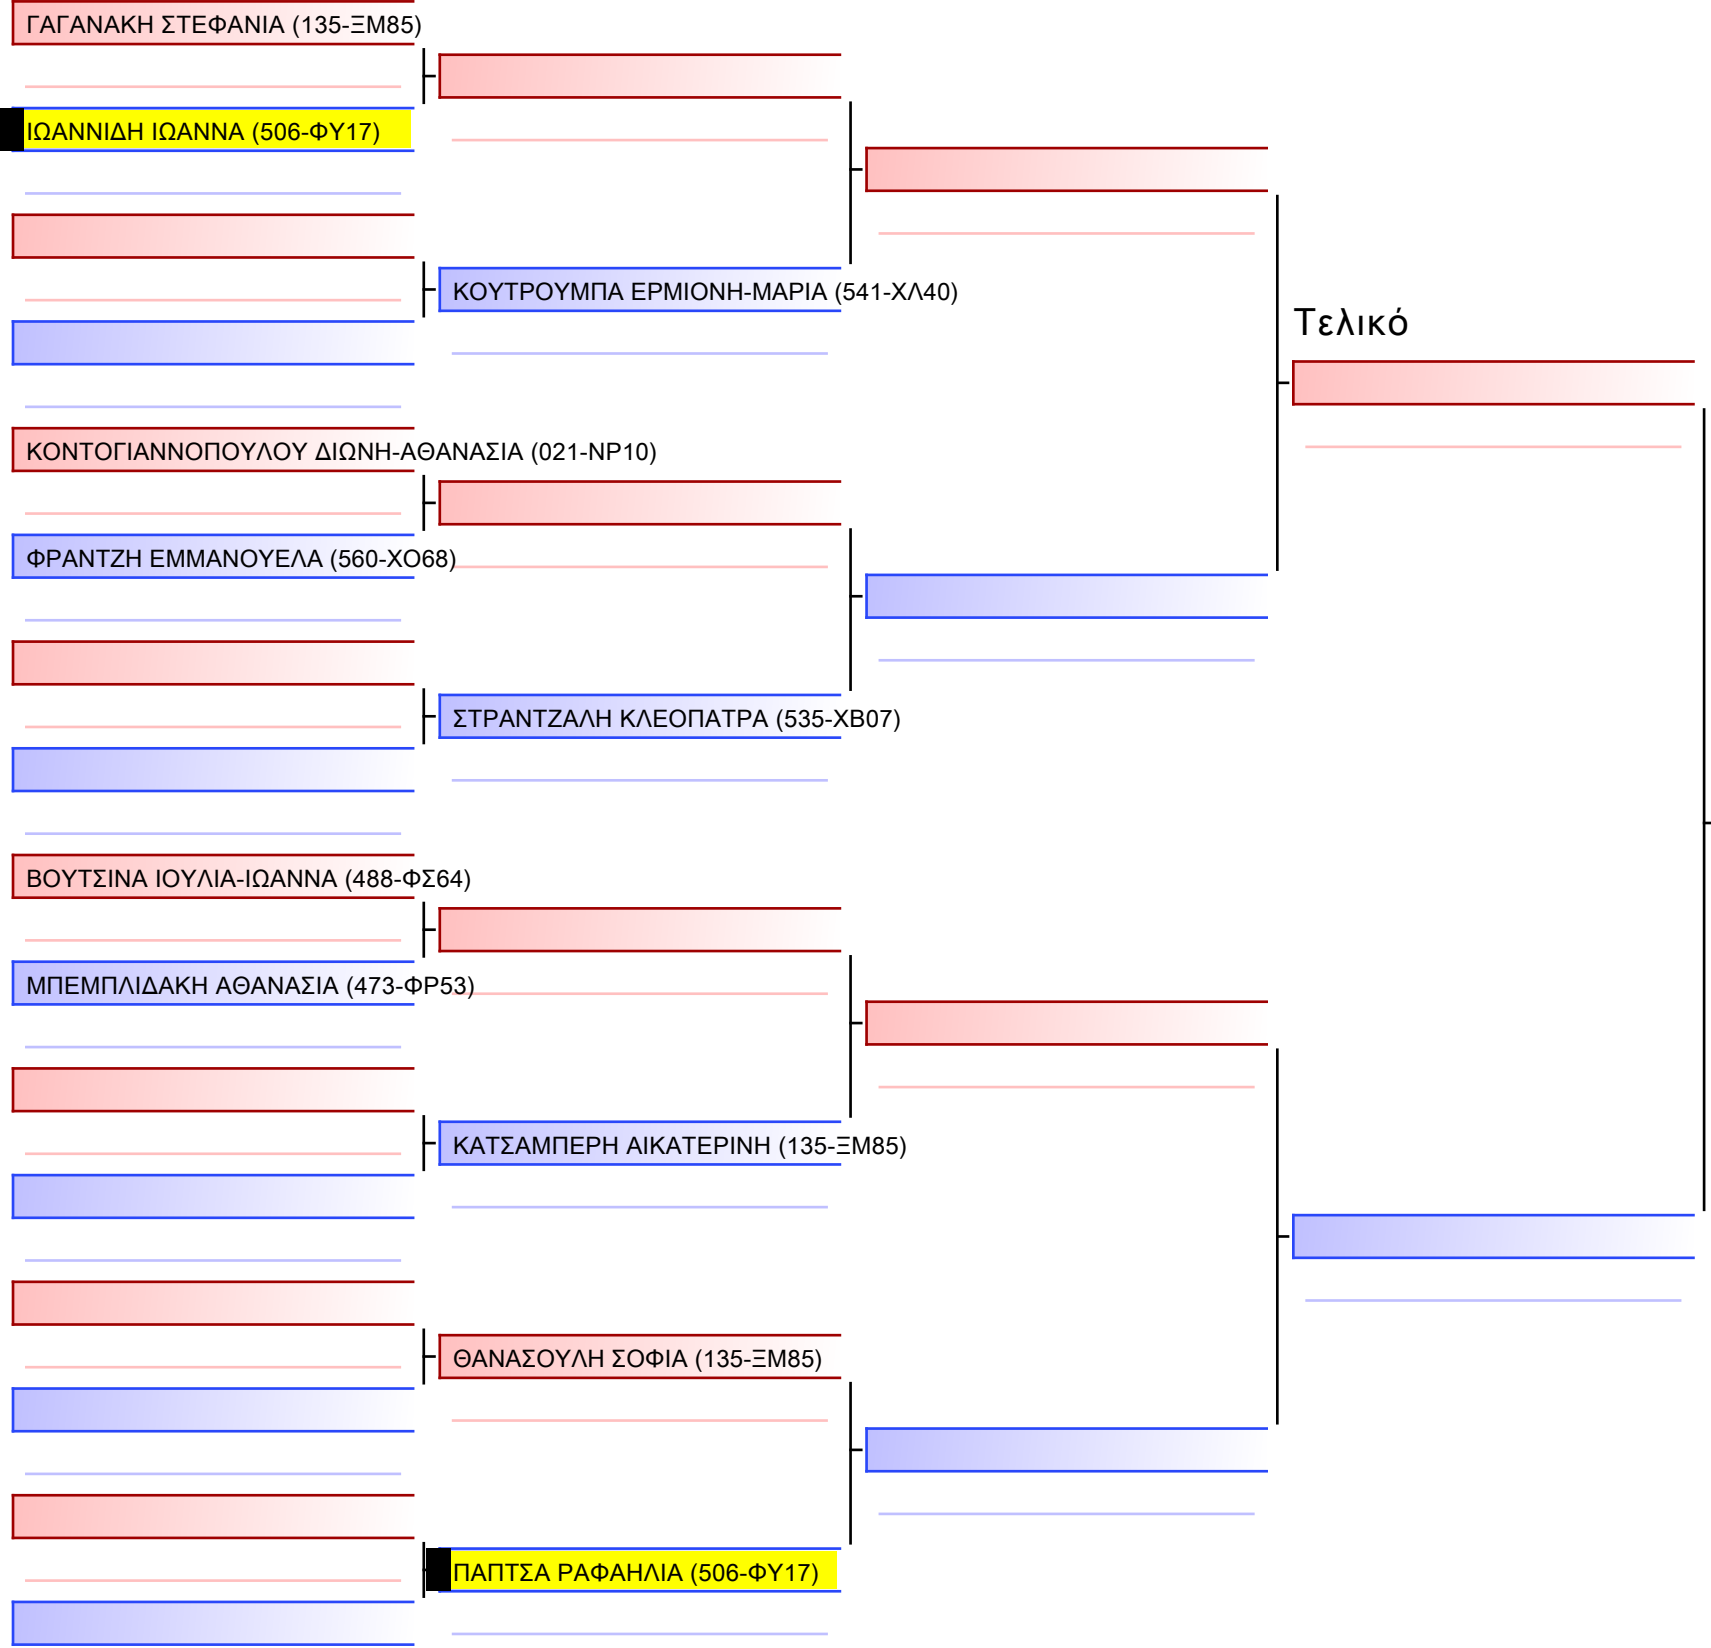 ΓΑΓΑΝΑΚΗ ΣΤΕΦΑΝΙΑ (135-ΞΜ85)
ΙΩΑΝΝΙΔΗ ΙΩΑΝΝΑ (506-ΦΥ17)
ΚΟΥΤΡΟΥΜΠΑ ΕΡΜΙΟΝΗ-ΜΑΡΙΑ (541-ΧΛ40)
Τελικό
ΚΟΝΤΟΓΙΑΝΝΟΠΟΥΛΟΥ ΔΙΩΝΗ-ΑΘΑΝΑΣΙΑ (021-ΝΡ10)
ΦΡΑΝΤΖΗ ΕΜΜΑΝΟΥΕΛΑ (560-ΧΟ68)
ΣΤΡΑΝΤΖΑΛΗ ΚΛΕΟΠΑΤΡΑ (535-ΧΒ07)
ΒΟΥΤΣΙΝΑ ΙΟΥΛΙΑ-ΙΩΑΝΝΑ (488-ΦΣ64)
ΜΠΕΜΠΛΙΔΑΚΗ ΑΘΑΝΑΣΙΑ (473-ΦΡ53)
ΚΑΤΣΑΜΠΕΡΗ ΑΙΚΑΤΕΡΙΝΗ (135-ΞΜ85)
ΘΑΝΑΣΟΥΛΗ ΣΟΦΙΑ (135-ΞΜ85)
ΠΑΠΤΣΑ ΡΑΦΑΗΛΙΑ (506-ΦΥ17)